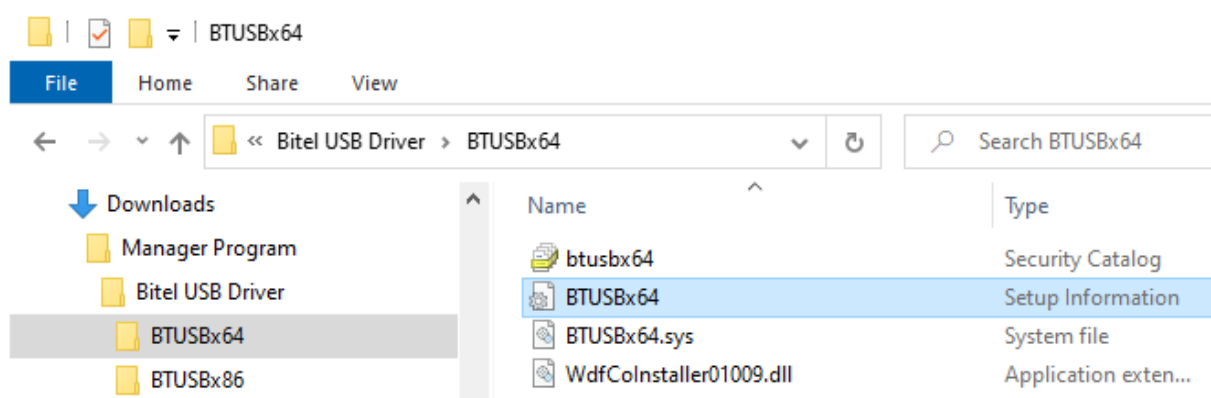 BTUSBx64
File Home Share View
« Bitel USB Driver > BTUSBx64 Search BTUSBx64
Downloads
Manager Program
Bitel USB Driver
BTUSBx64
BTUSBx86
Name Type
btusbx64 Security Catalog
BTUSBx64 Setup Information
BTUSBx64.sys System file
WdfCoInstaller01009.dll Application exten...